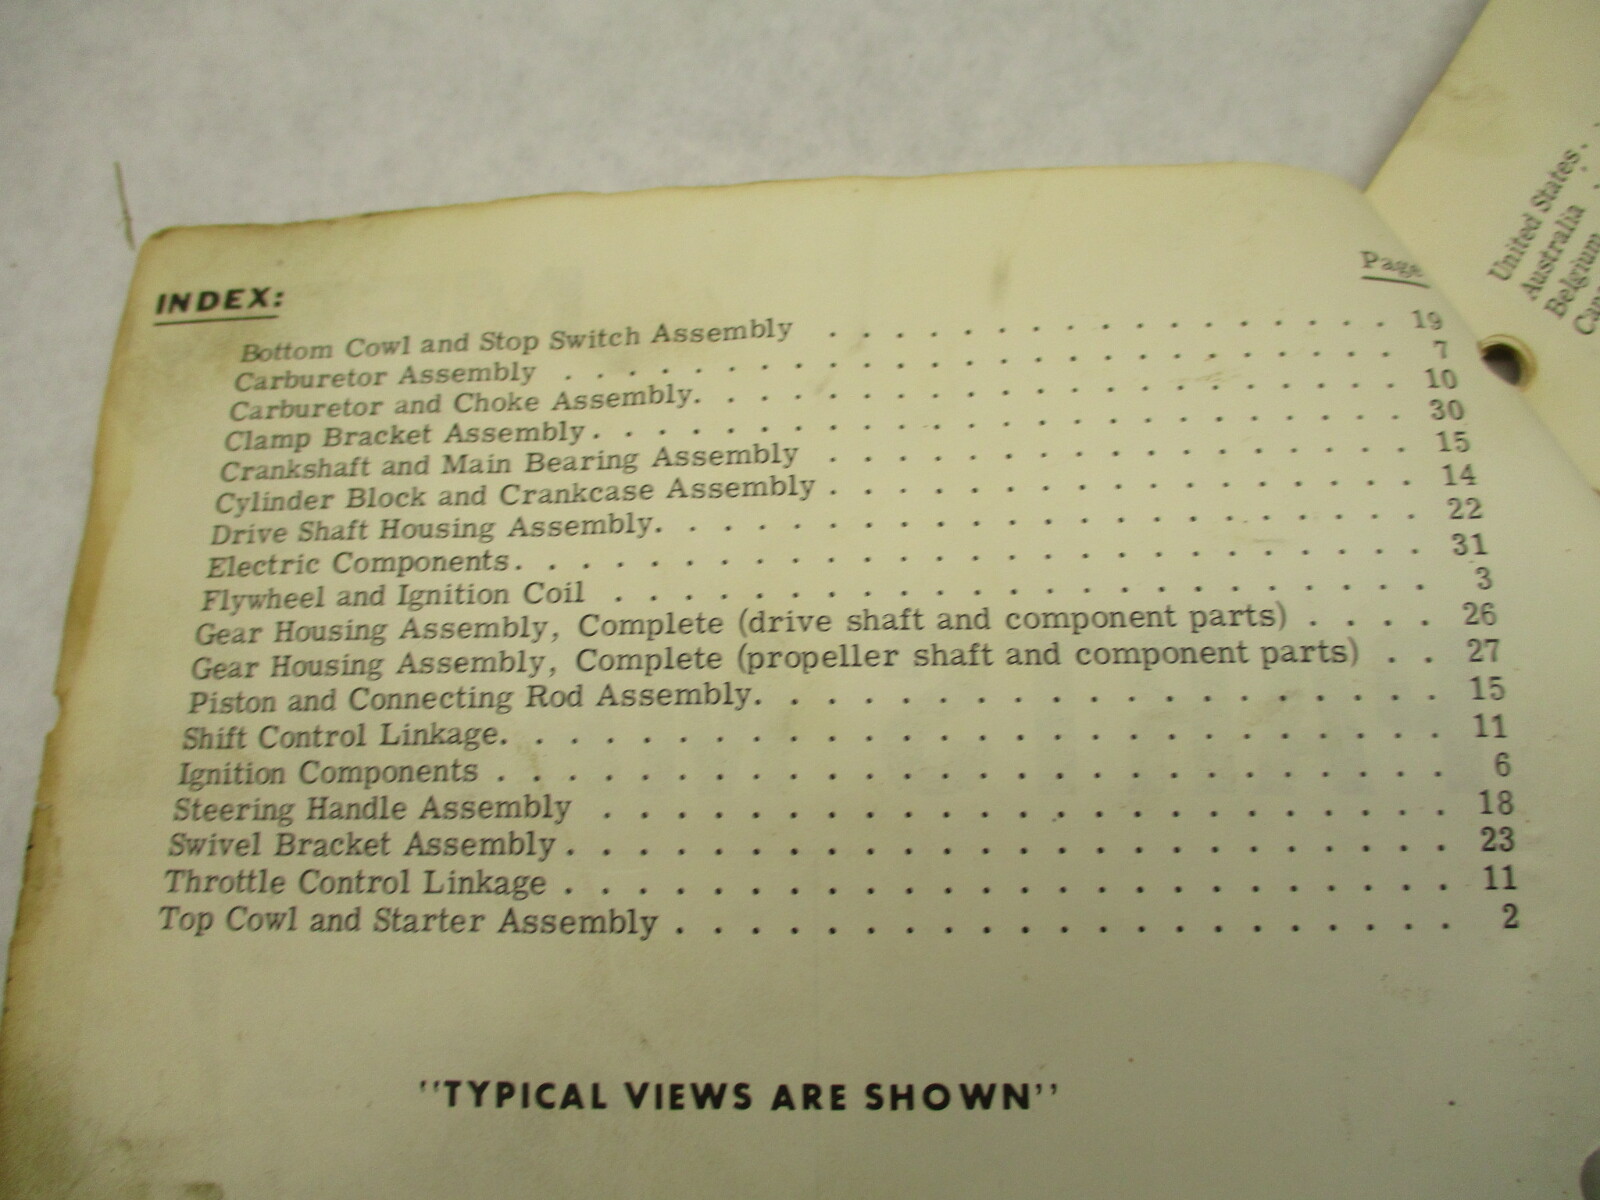 INDEX:
Page
Bottom Cowl and Stop Switch Assembly . . . . . . . . . . . . . . . . . . 19
Carburetor Assembly . . . . . . . . . . . . . . . . . . . . . . . . . . 7
Carburetor and Choke Assembly. . . . . . . . . . . . . . . . . . . . . . 10
Clamp Bracket Assembly. . . . . . . . . . . . . . . . . . . . . . . . . 30
Crankshaft and Main Bearing Assembly . . . . . . . . . . . . . . . . . . 15
Cylinder Block and Crankcase Assembly . . . . . . . . . . . . . . . . . 14
Drive Shaft Housing Assembly. . . . . . . . . . . . . . . . . . . . . . 22
Electric Components. . . . . . . . . . . . . . . . . . . . . . . . . . 31
Flywheel and Ignition Coil . . . . . . . . . . . . . . . . . . . . . . . 3
Gear Housing Assembly, Complete (drive shaft and component parts) . . . . 26
Gear Housing Assembly, Complete (propeller shaft and component parts) . . 27
Piston and Connecting Rod Assembly. . . . . . . . . . . . . . . . . . . 15
Shift Control Linkage. . . . . . . . . . . . . . . . . . . . . . . . . . 11
Ignition Components . . . . . . . . . . . . . . . . . . . . . . . . . . 6
Steering Handle Assembly . . . . . . . . . . . . . . . . . . . . . . . 18
Swivel Bracket Assembly . . . . . . . . . . . . . . . . . . . . . . . . 23
Throttle Control Linkage . . . . . . . . . . . . . . . . . . . . . . . . 11
Top Cowl and Starter Assembly . . . . . . . . . . . . . . . . . . . . . 2
"TYPICAL VIEWS ARE SHOWN"
United States.
Australia
Belgium